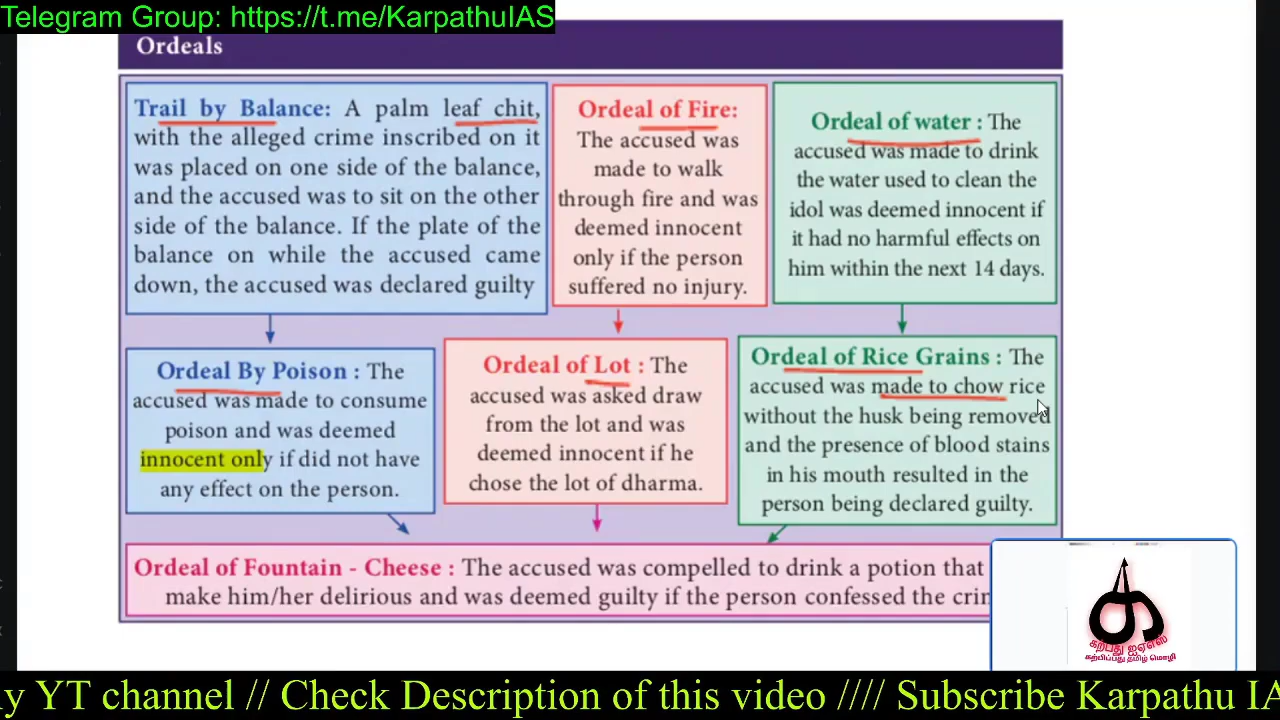 Telegram Group: https://t.me/KarpathuIAS
Ordeals
Trail by Balance: A palm leaf chit,
with the alleged crime inscribed on it
was placed on one side of the balance,
and the accused was to sit on the other
side of the balance. If the plate of the
balance on while the accused came
down, the accused was declared guilty
Ordeal of Fire:
The accused was
made to walk
through fire and was
deemed innocent
only if the person
suffered no injury.
Ordeal of water : The
accused was made to drink
the water used to clean the
idol was deemed innocent if
it had no harmful effects on
him within the next 14 days.
Ordeal By Poison : The
accused was made to consume
poison and was deemed
innocent only if did not have
any effect on the person.
Ordeal of Lot : The
accused was asked draw
from the lot and was
deemed innocent if he
chose the lot of dharma.
Ordeal of Rice Grains : The
accused was made to chow rice
without the husk being removed
and the presence of blood stains
in his mouth resulted in the
person being declared guilty.
Ordeal of Fountain - Cheese : The accused was compelled to drink a potion that
make him/her delirious and was deemed guilty if the person confessed the crim
கற்பது ஐஏஎஸ்
கற்பிப்பது தமிழ் மொழி
ly YT channel // Check Description of this video //// Subscribe Karpathu IA